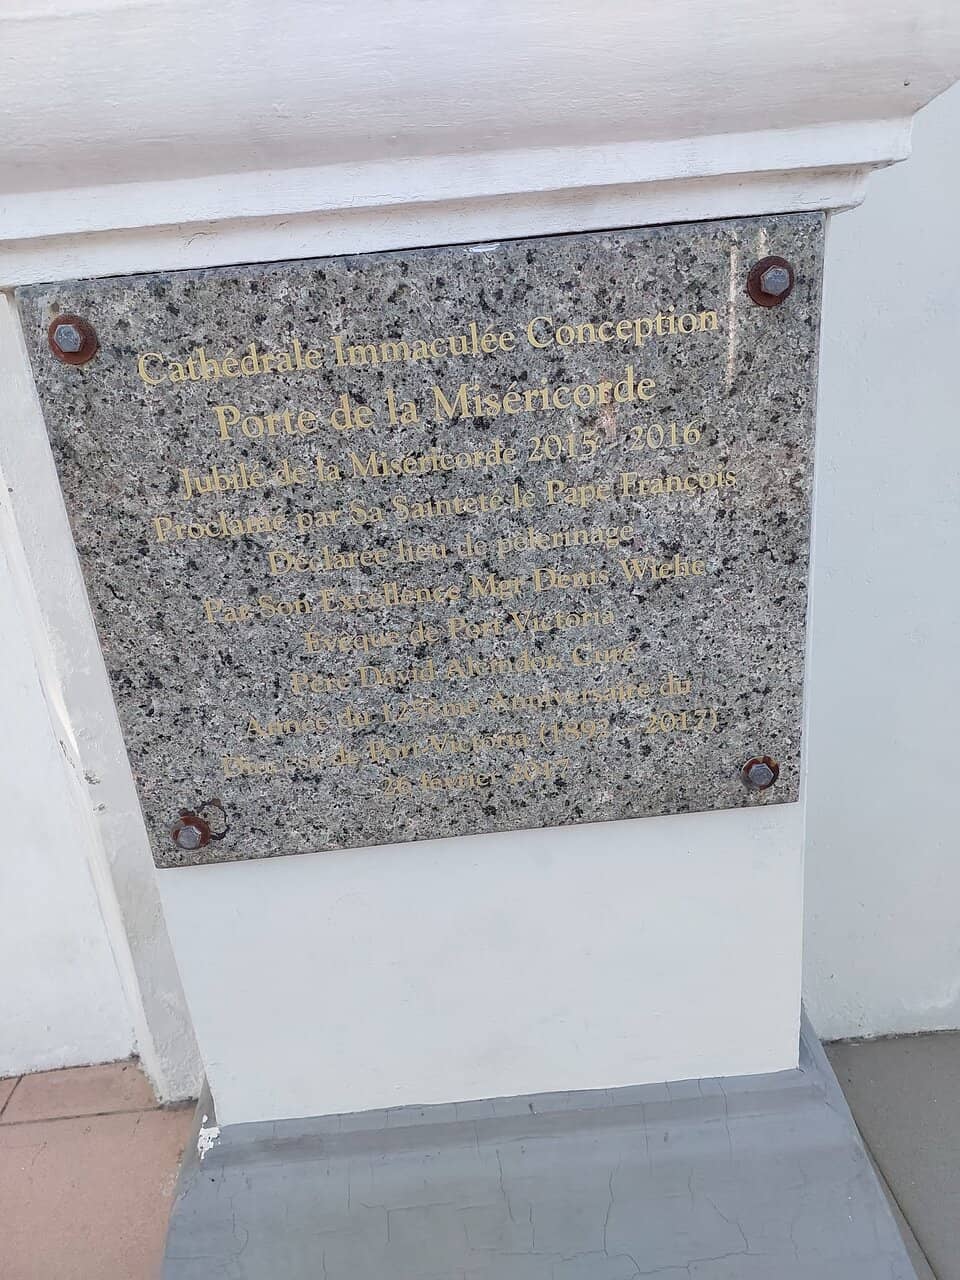 Cathédrale Immaculée Conception
Porte de la Miséricorde
Jubilé de la Miséricorde 2015 - 2016
Proclamé par Sa Sainteté le Pape François
Déclarée lieu de pèlerinage
Par Son Excellence Mgr Denis Wiehe
Évêque de Port Victoria
Père David Alcindor, Curé
Année du 125ème Anniversaire du
Diocèse de Port Victoria (1892 - 2017)
26 février 2017